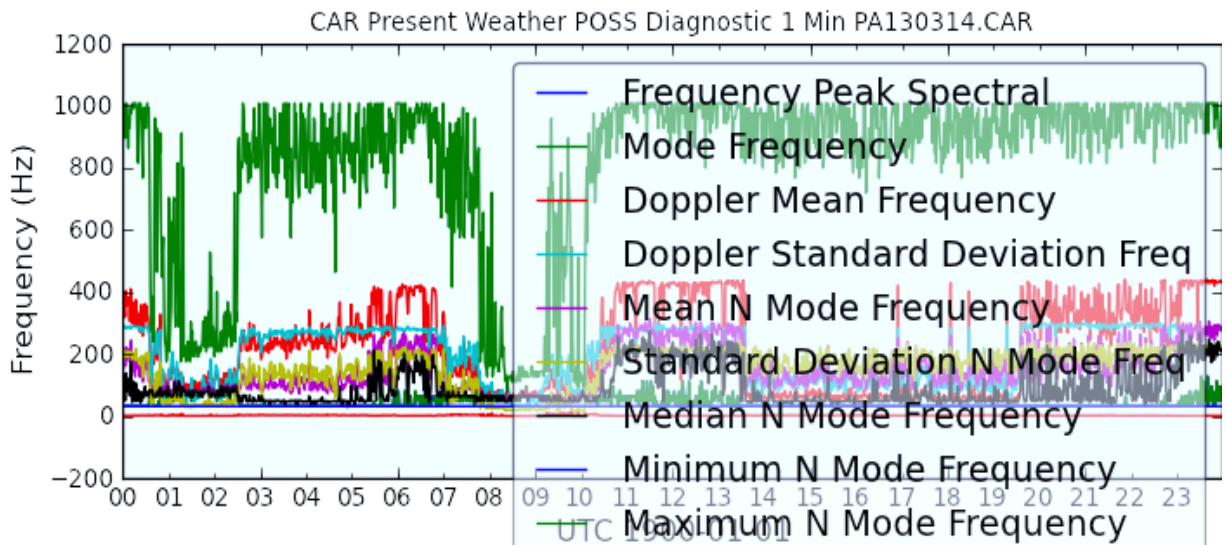 CAR Present Weather POSS Diagnostic 1 Min PA130314.CAR
1200
1000
800
600
400
200
0
−200
Frequency (Hz)
Frequency Peak Spectral
Mode Frequency
Doppler Mean Frequency
Doppler Standard Deviation Freq
Mean N Mode Frequency
Standard Deviation N Mode Freq
Median N Mode Frequency
Minimum N Mode Frequency
Maximum N Mode Frequency
00 01 02 03 04 05 06 07 08 09 10 11 12 13 14 15 16 17 18 19 20 21 22 23
UTC 1900-01-01